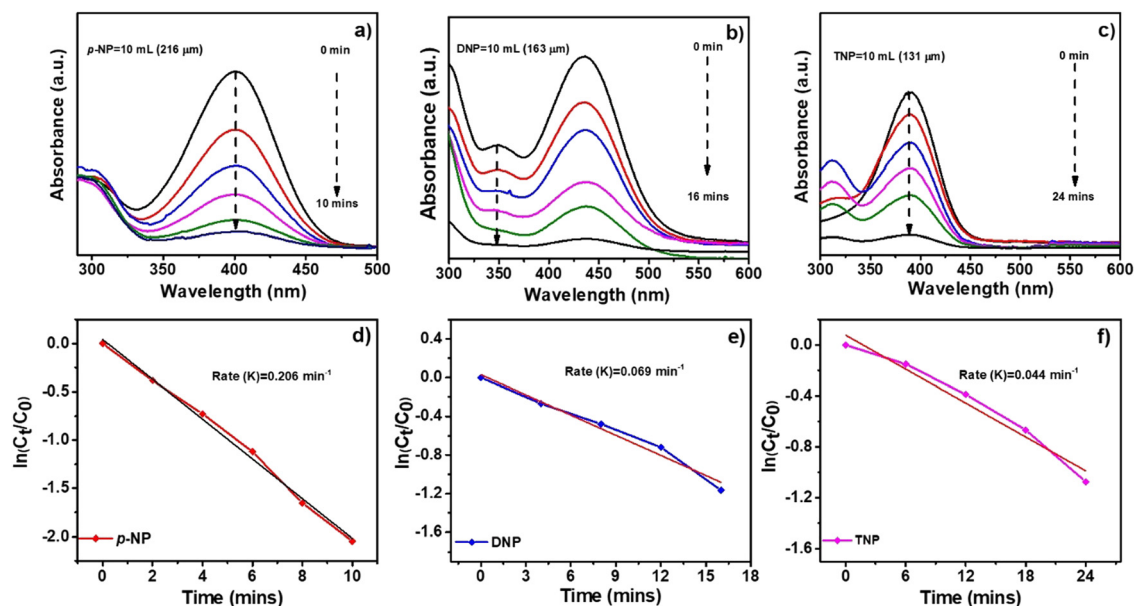 a)
p-NP=10 mL (216 μm)
0 min
10 mins
Absorbance (a.u.)
300 350 400 450 500
Wavelength (nm)
b)
DNP=10 mL (163 μm)
0 min
16 mins
Absorbance (a.u.)
300 350 400 450 500 550 600
Wavelength (nm)
c)
TNP=10 mL (131 μm)
0 min
24 mins
Absorbance (a.u.)
300 350 400 450 500 550 600
Wavelength (nm)
d)
Rate (K)=0.206 min⁻¹
ln(Ct/C0)
0.0
-0.5
-1.0
-1.5
-2.0
p-NP
0 2 4 6 8 10
Time (mins)
e)
Rate (K)=0.069 min⁻¹
ln(Ct/C0)
0.4
0.0
-0.4
-0.8
-1.2
-1.6
DNP
0 3 6 9 12 15 18
Time (mins)
f)
Rate (K)=0.044 min⁻¹
ln(Ct/C0)
0.4
0.0
-0.4
-0.8
-1.2
-1.6
TNP
0 6 12 18 24
Time (mins)